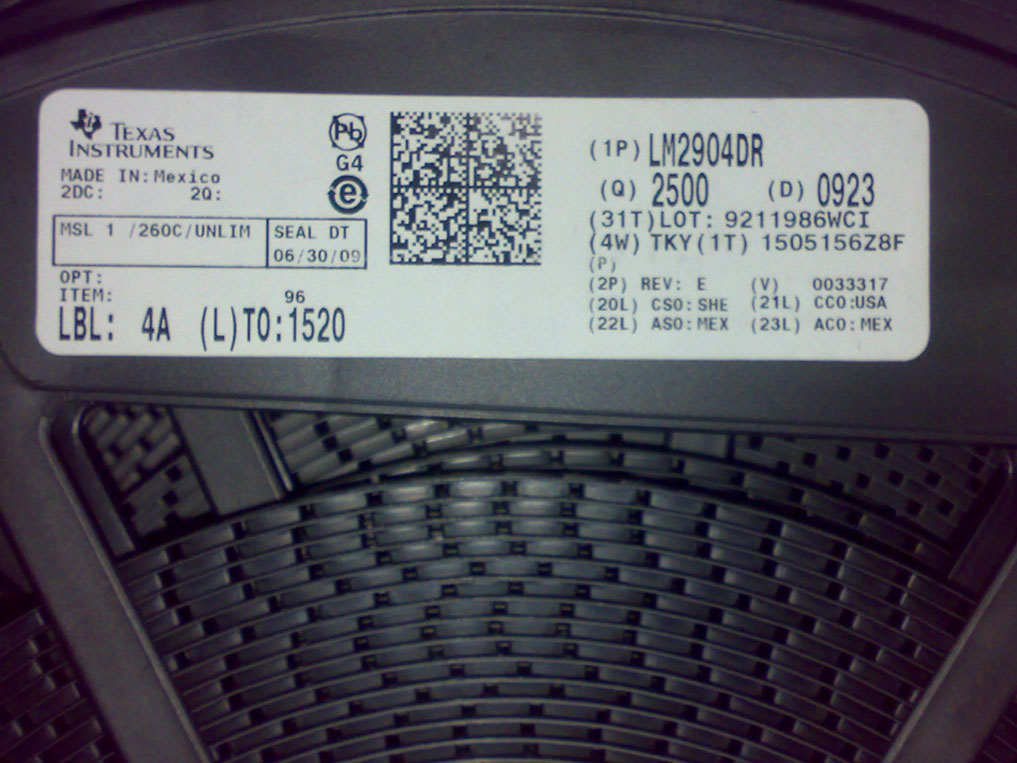 TEXAS
INSTRUMENTS
MADE IN: Mexico
2DC: 2Q:
Pb
G4
e
MSL 1 /260C/UNLIM
SEAL DT
06/30/09
OPT:
ITEM: 96
LBL: 4A (L)TO:1520
(1P) LM2904DR
(Q) 2500 (D) 0923
(31T)LOT: 9211986WCI
(4W) TKY(1T) 1505156Z8F
(P)
(2P) REV: E (V) 0033317
(20L) CSO:SHE (21L) CCO:USA
(22L) ASO:MEX (23L) ACO:MEX